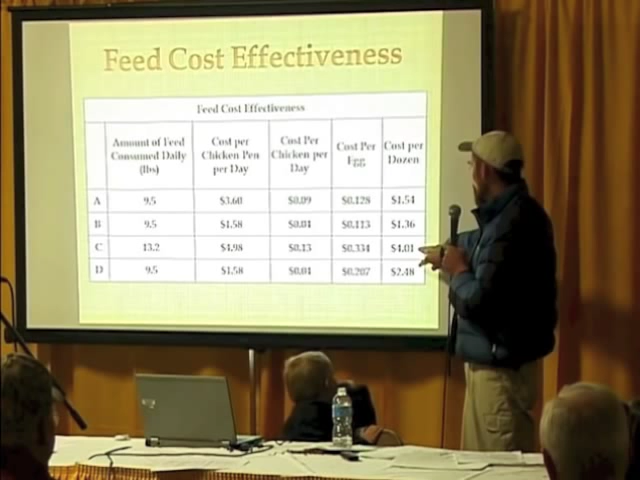 Feed Cost Effectiveness
Feed Cost Effectiveness
Amount of Feed Consumed Daily (lbs) Cost per Chicken Pen per Day Cost Per Chicken per Day Cost Per Egg Cost per Dozen
A 9.5 $3.60 $0.09 $0.128 $1.54
B 9.5 $1.58 $0.04 $0.113 $1.36
C 13.2 $4.98 $0.13 $0.334 $4.01
D 9.5 $1.58 $0.04 $0.207 $2.48